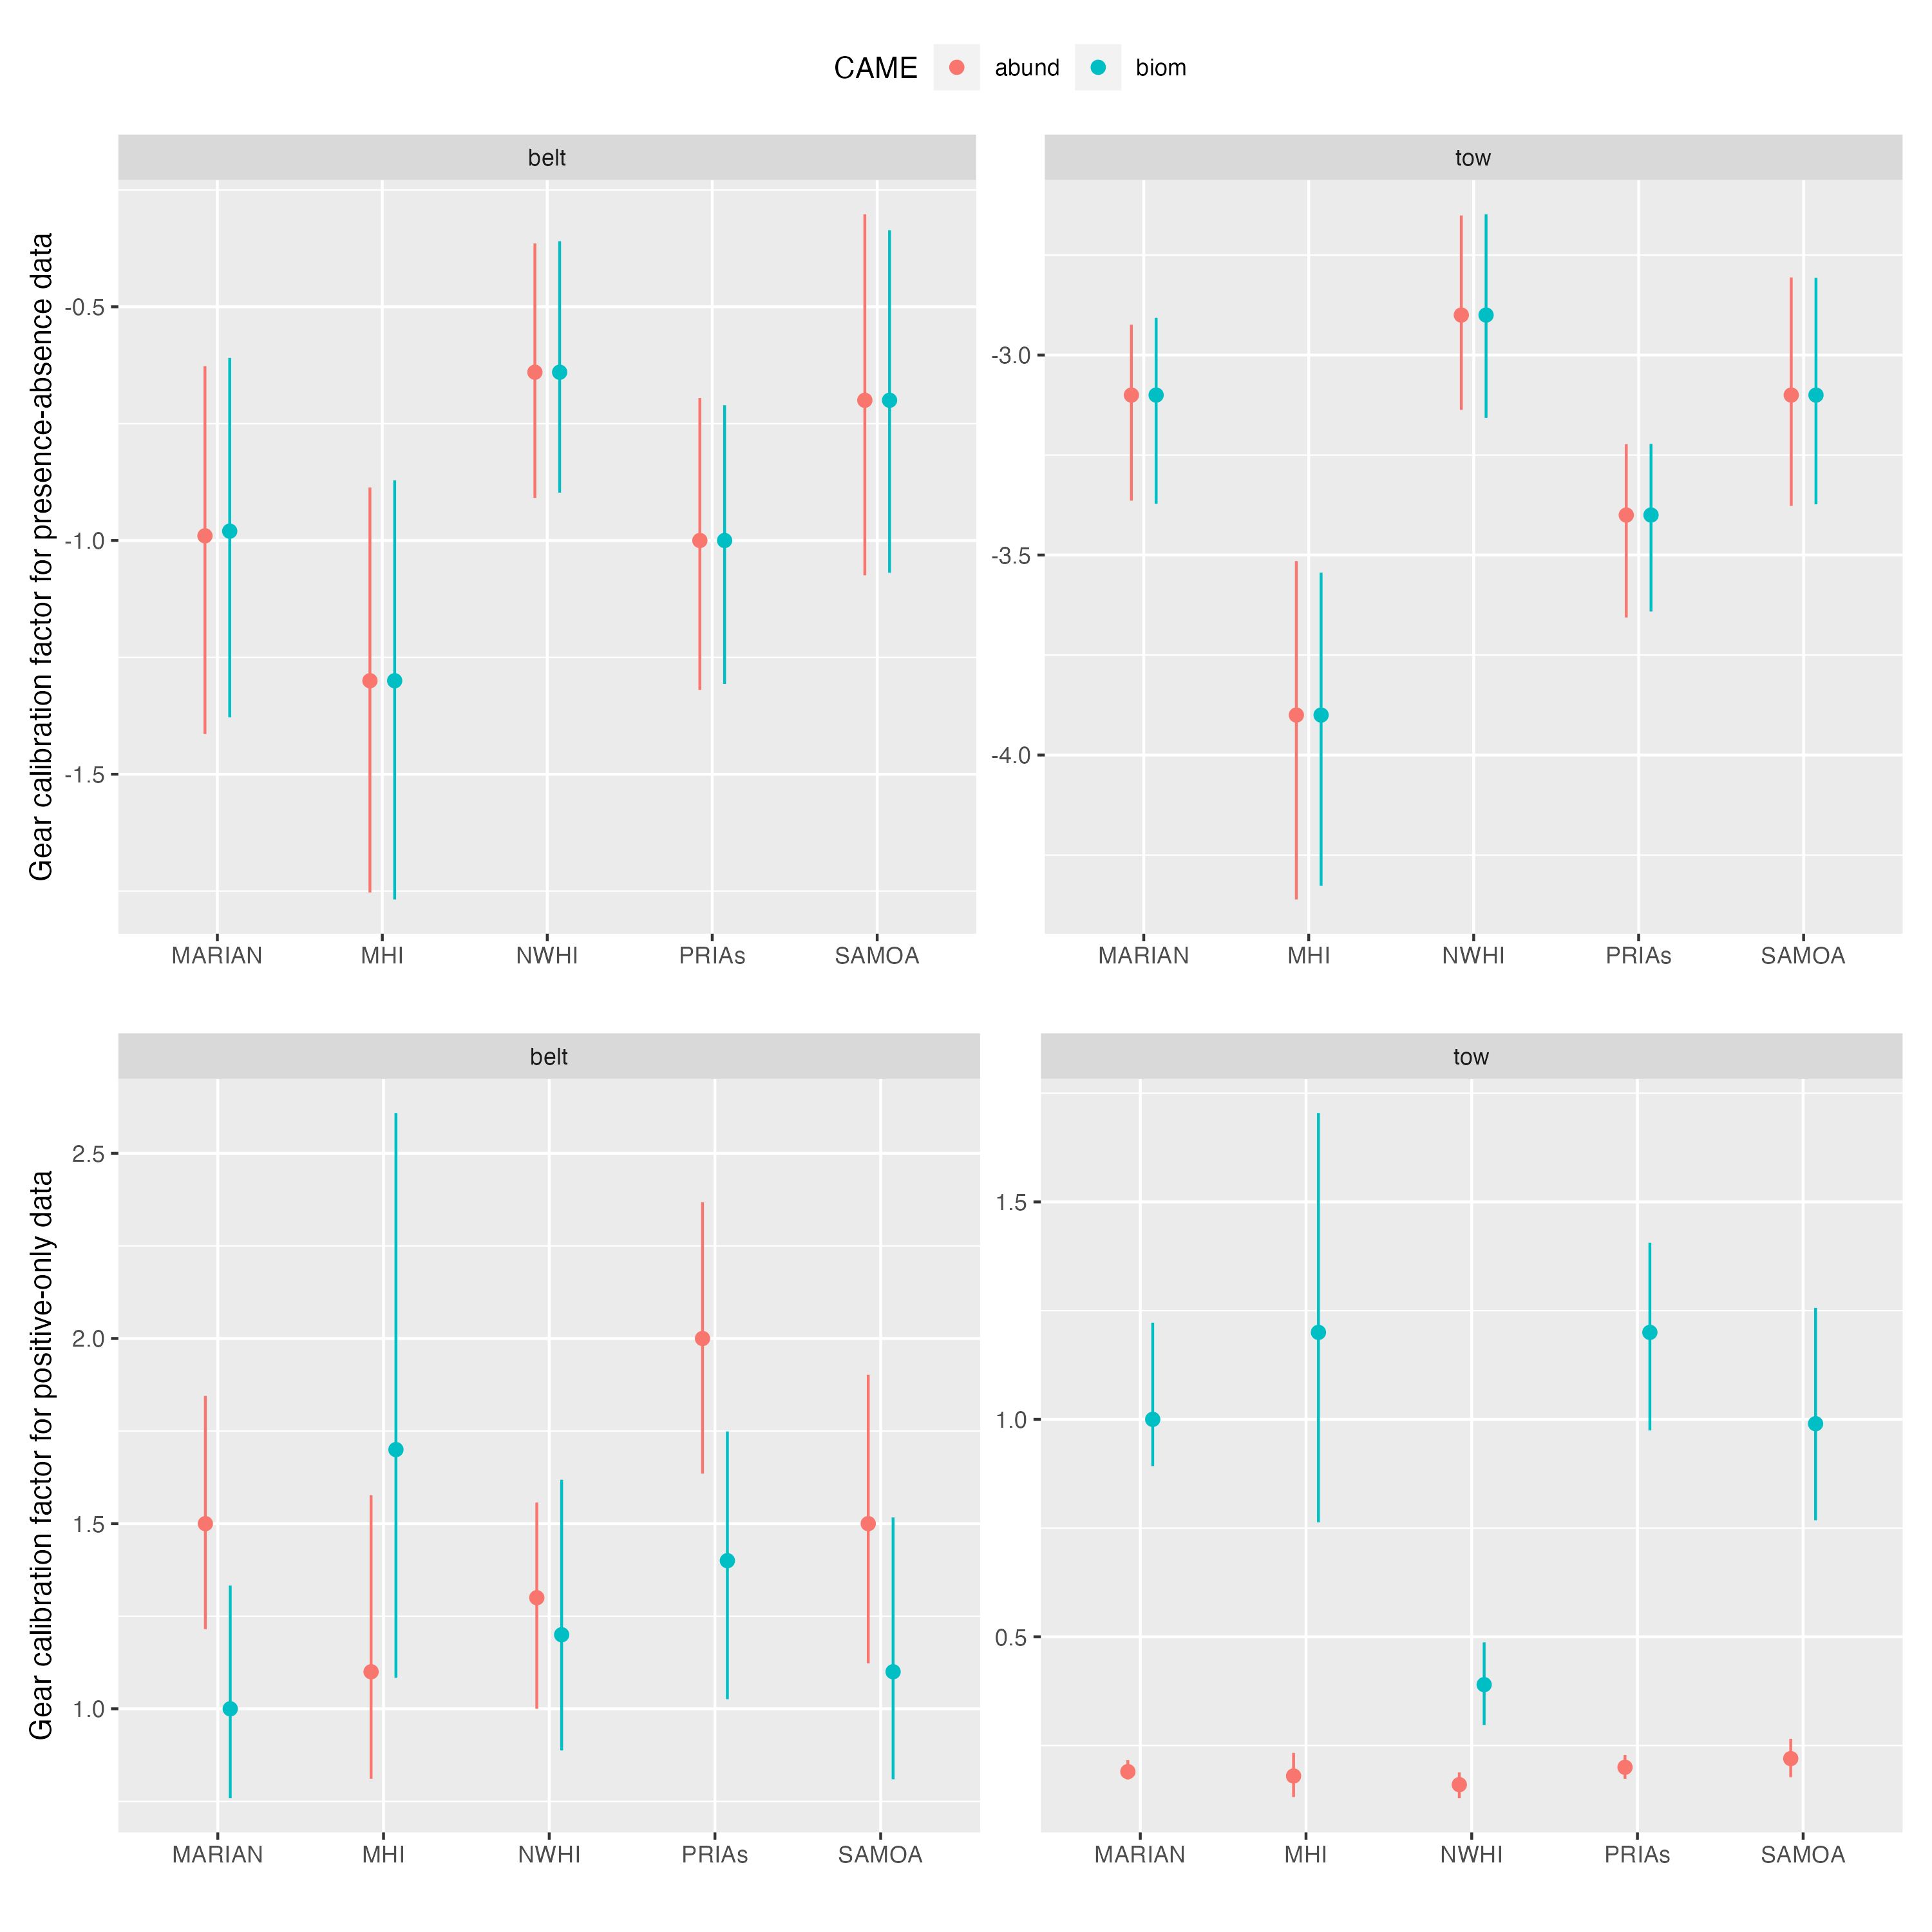 CAME abund biom
belt
tow
Gear calibration factor for presence-absence data
-0.5
-1.0
-1.5
-3.0
-3.5
-4.0
MARIAN MHI NWHI PRIAs SAMOA
MARIAN MHI NWHI PRIAs SAMOA
belt
tow
Gear calibration factor for positive-only data
2.5
2.0
1.5
1.0
1.5
1.0
0.5
MARIAN MHI NWHI PRIAs SAMOA
MARIAN MHI NWHI PRIAs SAMOA